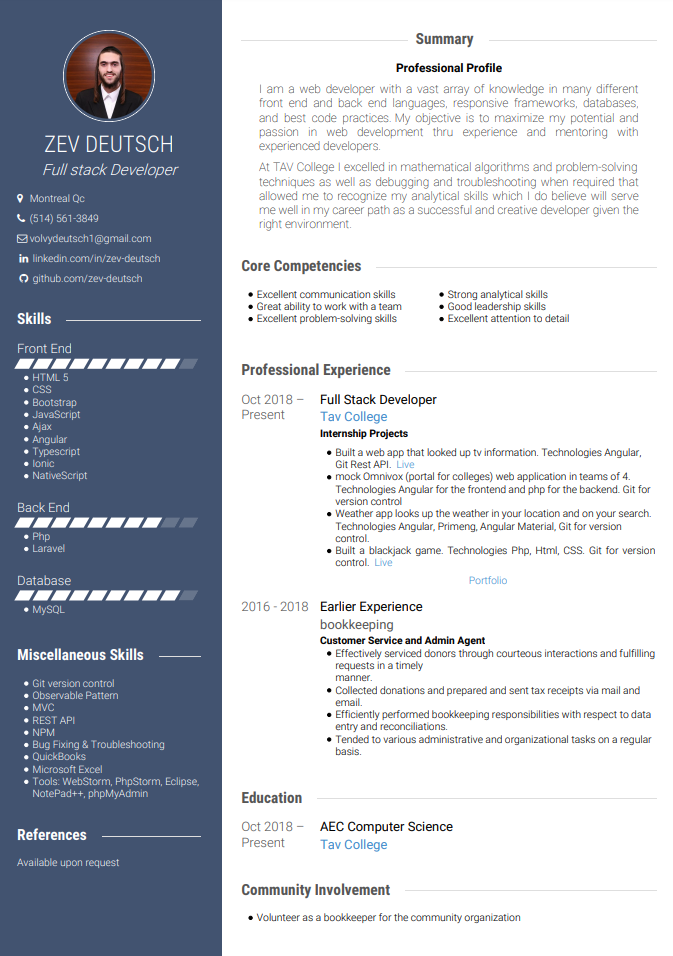 ZEV DEUTSCH
Full stack Developer
Montreal Qc
(514) 561-3849
volvydeutsch1@gmail.com
linkedin.com/in/zev-deutsch
github.com/zev-deutsch
Skills
Front End
HTML 5
CSS
Bootstrap
JavaScript
Ajax
Angular
Typescript
Ionic
NativeScript
Back End
Php
Laravel
Database
MySQL
Miscellaneous Skills
Git version control
Observable Pattern
MVC
REST API
NPM
Bug Fixing & Troubleshooting
QuickBooks
Microsoft Excel
Tools: WebStorm, PhpStorm, Eclipse,
NotePad++, phpMyAdmin
References
Available upon request
Summary
Professional Profile
I am a web developer with a vast array of knowledge in many different
front end and back end languages, responsive frameworks, databases,
and best code practices. My objective is to maximize my potential and
passion in web development thru experience and mentoring with
experienced developers.
At TAV College I excelled in mathematical algorithms and problem-solving
techniques as well as debugging and troubleshooting when required that
allowed me to recognize my analytical skills which I do believe will serve
me well in my career path as a successful and creative developer given the
right environment.
Core Competencies
Excellent communication skills
Great ability to work with a team
Excellent problem-solving skills
Strong analytical skills
Good leadership skills
Excellent attention to detail
Professional Experience
Oct 2018 –
Present
Full Stack Developer
Tav College
Internship Projects
Built a web app that looked up tv information. Technologies Angular,
Git Rest API. Live
mock Omnivox (portal for colleges) web application in teams of 4.
Technologies Angular for the frontend and php for the backend. Git for
version control
Weather app looks up the weather in your location and on your search.
Technologies Angular, Primeng, Angular Material, Git for version
control.
Built a blackjack game. Technologies Php, Html, CSS. Git for version
control. Live
Portfolio
2016 - 2018
Earlier Experience
bookkeeping
Customer Service and Admin Agent
Effectively serviced donors through courteous interactions and fulfilling
requests in a timely
manner.
Collected donations and prepared and sent tax receipts via mail and
email.
Efficiently performed bookkeeping responsibilities with respect to data
entry and reconciliations.
Tended to various administrative and organizational tasks on a regular
basis.
Education
Oct 2018 –
Present
AEC Computer Science
Tav College
Community Involvement
Volunteer as a bookkeeper for the community organization